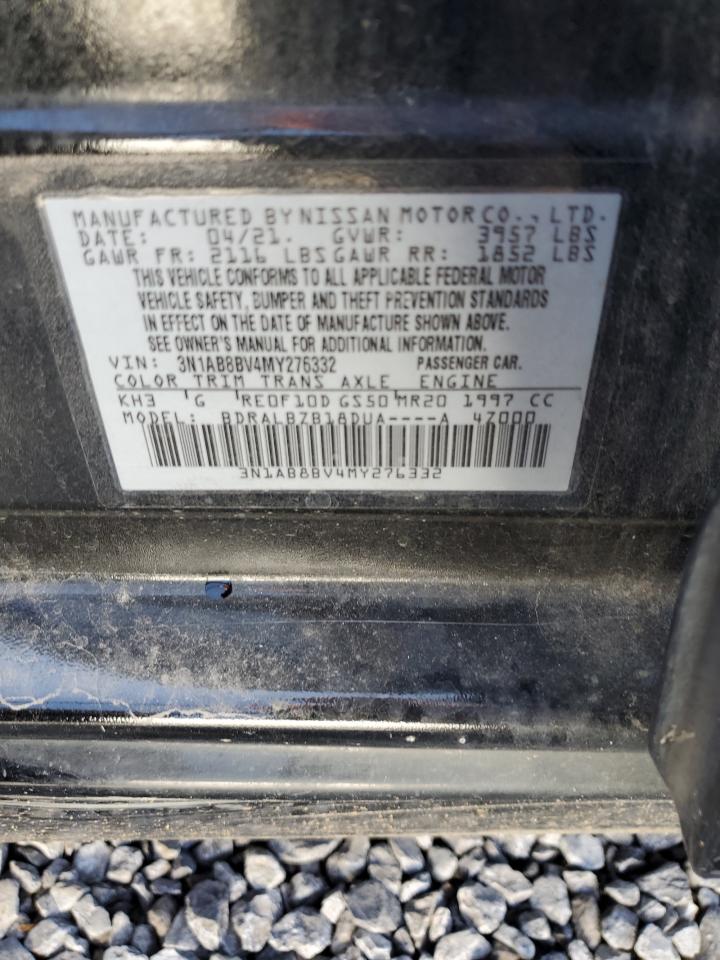 MANUFACTURED BY NISSAN MOTOR CO., LTD.
DATE: 04/21. GVWR: 3957 LBS
GAWR FR: 2116 LBS GAWR RR: 1852 LBS
THIS VEHICLE CONFORMS TO ALL APPLICABLE FEDERAL MOTOR
VEHICLE SAFETY, BUMPER AND THEFT PREVENTION STANDARDS
IN EFFECT ON THE DATE OF MANUFACTURE SHOWN ABOVE.
SEE OWNER'S MANUAL FOR ADDITIONAL INFORMATION.
VIN: 3N1AB8BV4MY276332 PASSENGER CAR.
COLOR TRIM TRANS AXLE ENGINE
KH3 G RE0F10D GS50 MR20 1997 CC
MODEL: BDRALBZB18DUA----A 47000
3N1AB8BV4MY276332